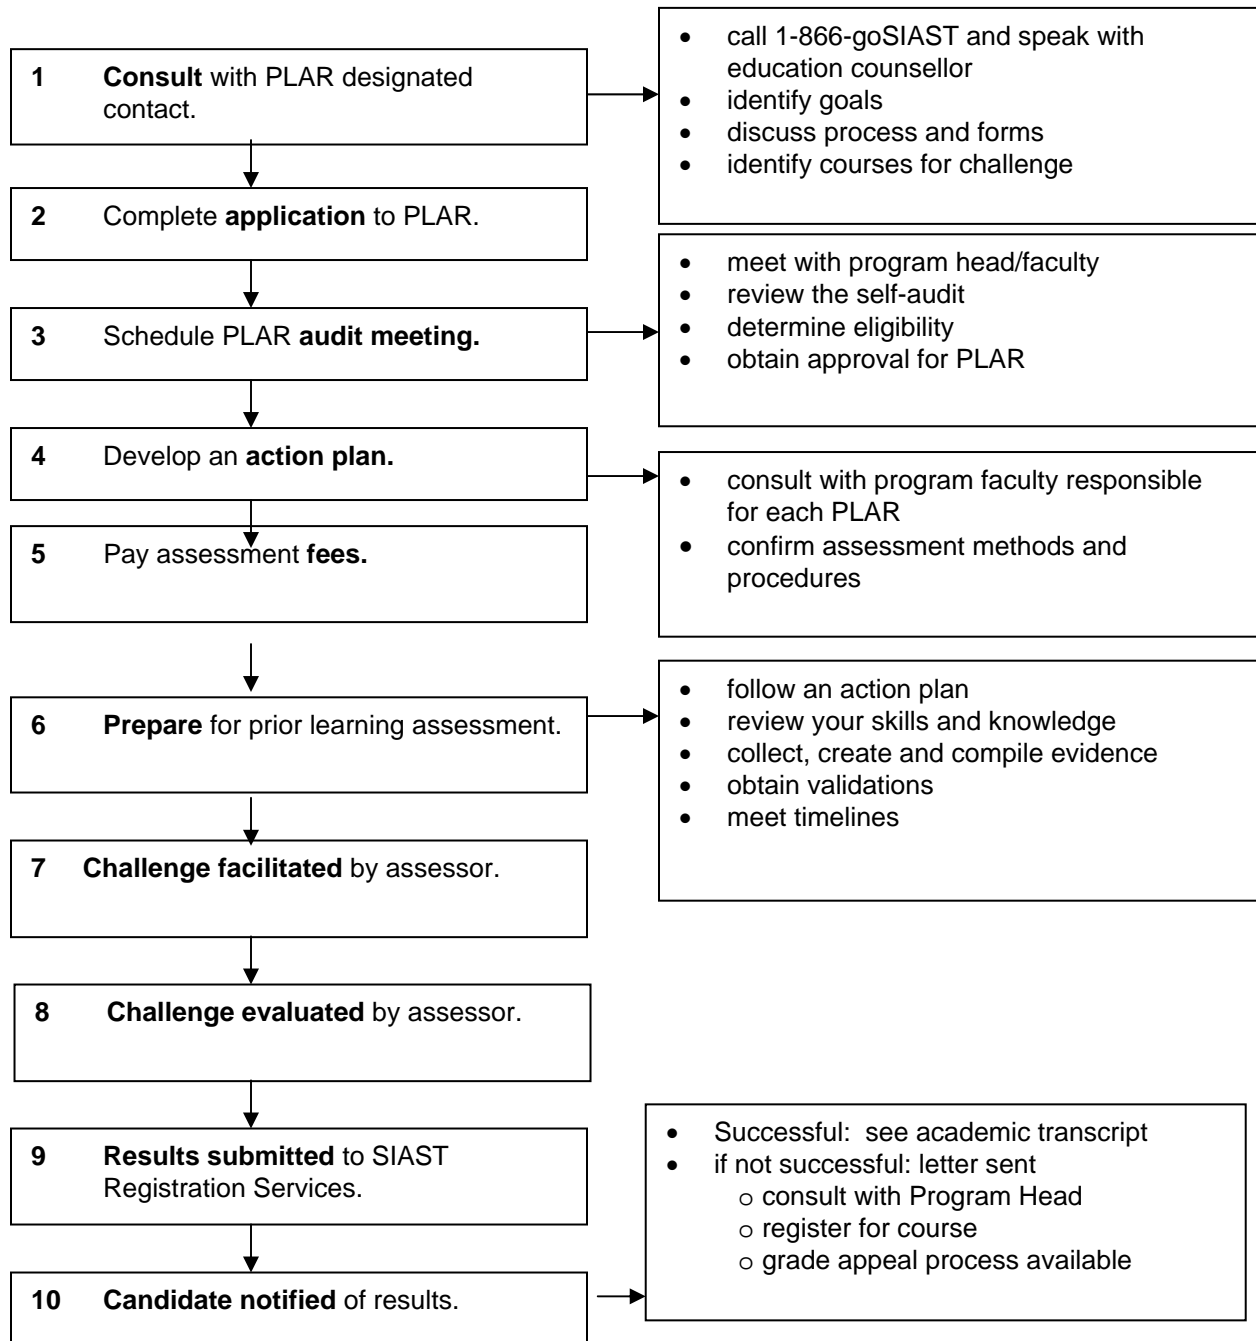 1 Consult with PLAR designated
contact.
• call 1-866-goSIAST and speak with
education counsellor
• identify goals
• discuss process and forms
• identify courses for challenge
2 Complete application to PLAR.
3 Schedule PLAR audit meeting.
• meet with program head/faculty
• review the self-audit
• determine eligibility
• obtain approval for PLAR
4 Develop an action plan.
• consult with program faculty responsible
for each PLAR
• confirm assessment methods and
procedures
5 Pay assessment fees.
6 Prepare for prior learning assessment.
• follow an action plan
• review your skills and knowledge
• collect, create and compile evidence
• obtain validations
• meet timelines
7 Challenge facilitated by assessor.
8 Challenge evaluated by assessor.
9 Results submitted to SIAST
Registration Services.
10 Candidate notified of results.
• Successful: see academic transcript
• if not successful: letter sent
o consult with Program Head
o register for course
o grade appeal process available